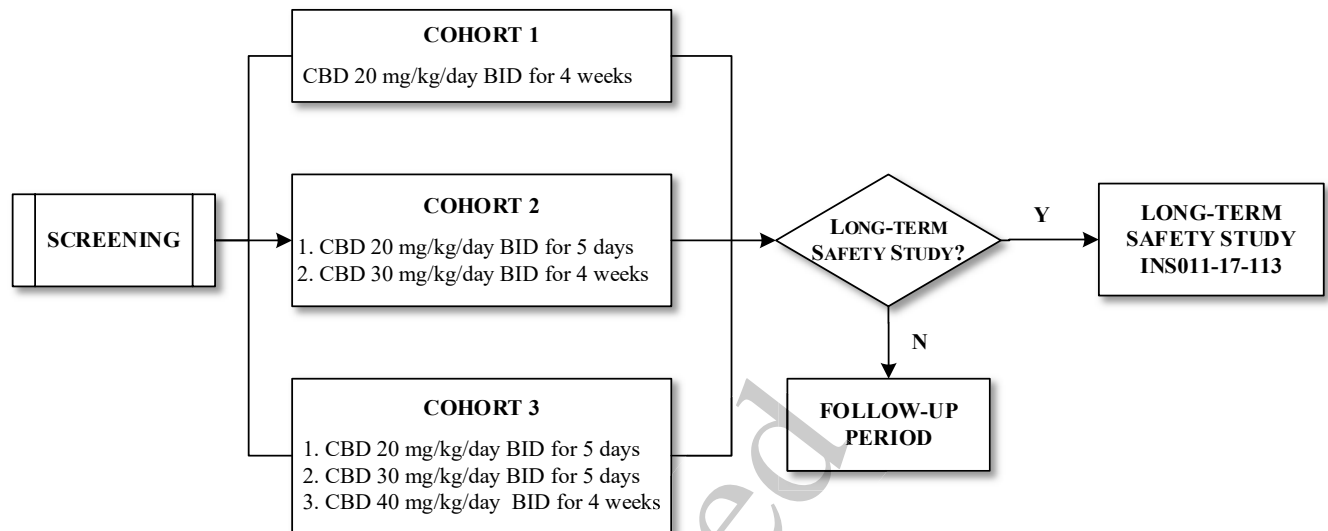 COHORT 1
CBD 20 mg/kg/day BID for 4 weeks
SCREENING
COHORT 2
1. CBD 20 mg/kg/day BID for 5 days
2. CBD 30 mg/kg/day BID for 4 weeks
COHORT 3
1. CBD 20 mg/kg/day BID for 5 days
2. CBD 30 mg/kg/day BID for 5 days
3. CBD 40 mg/kg/day BID for 4 weeks
LONG-TERM
SAFETY STUDY?
Y
LONG-TERM
SAFETY STUDY
INS011-17-113
N
FOLLOW-UP
PERIOD